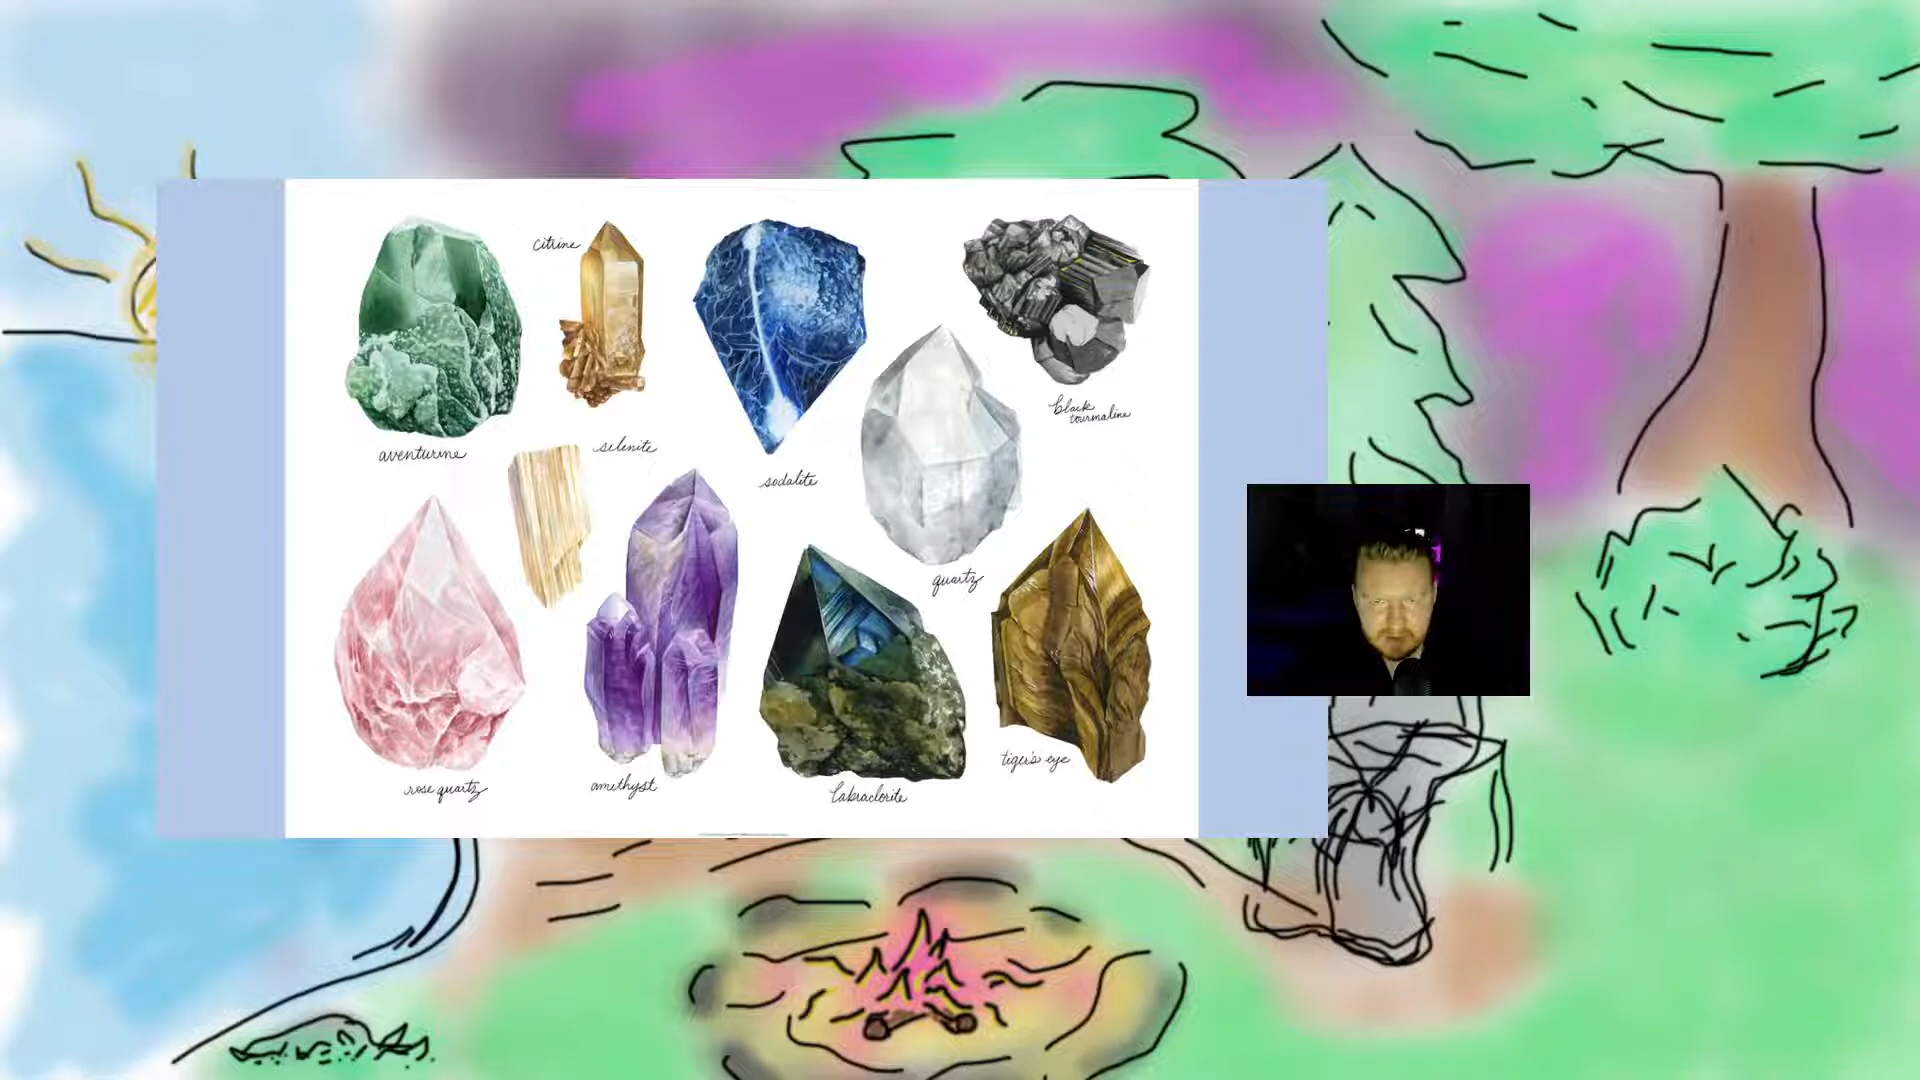 citrine
aventurine
selenite
sodalite
black
tourmaline
quartz
rose quartz
amethyst
labradorite
tiger's eye